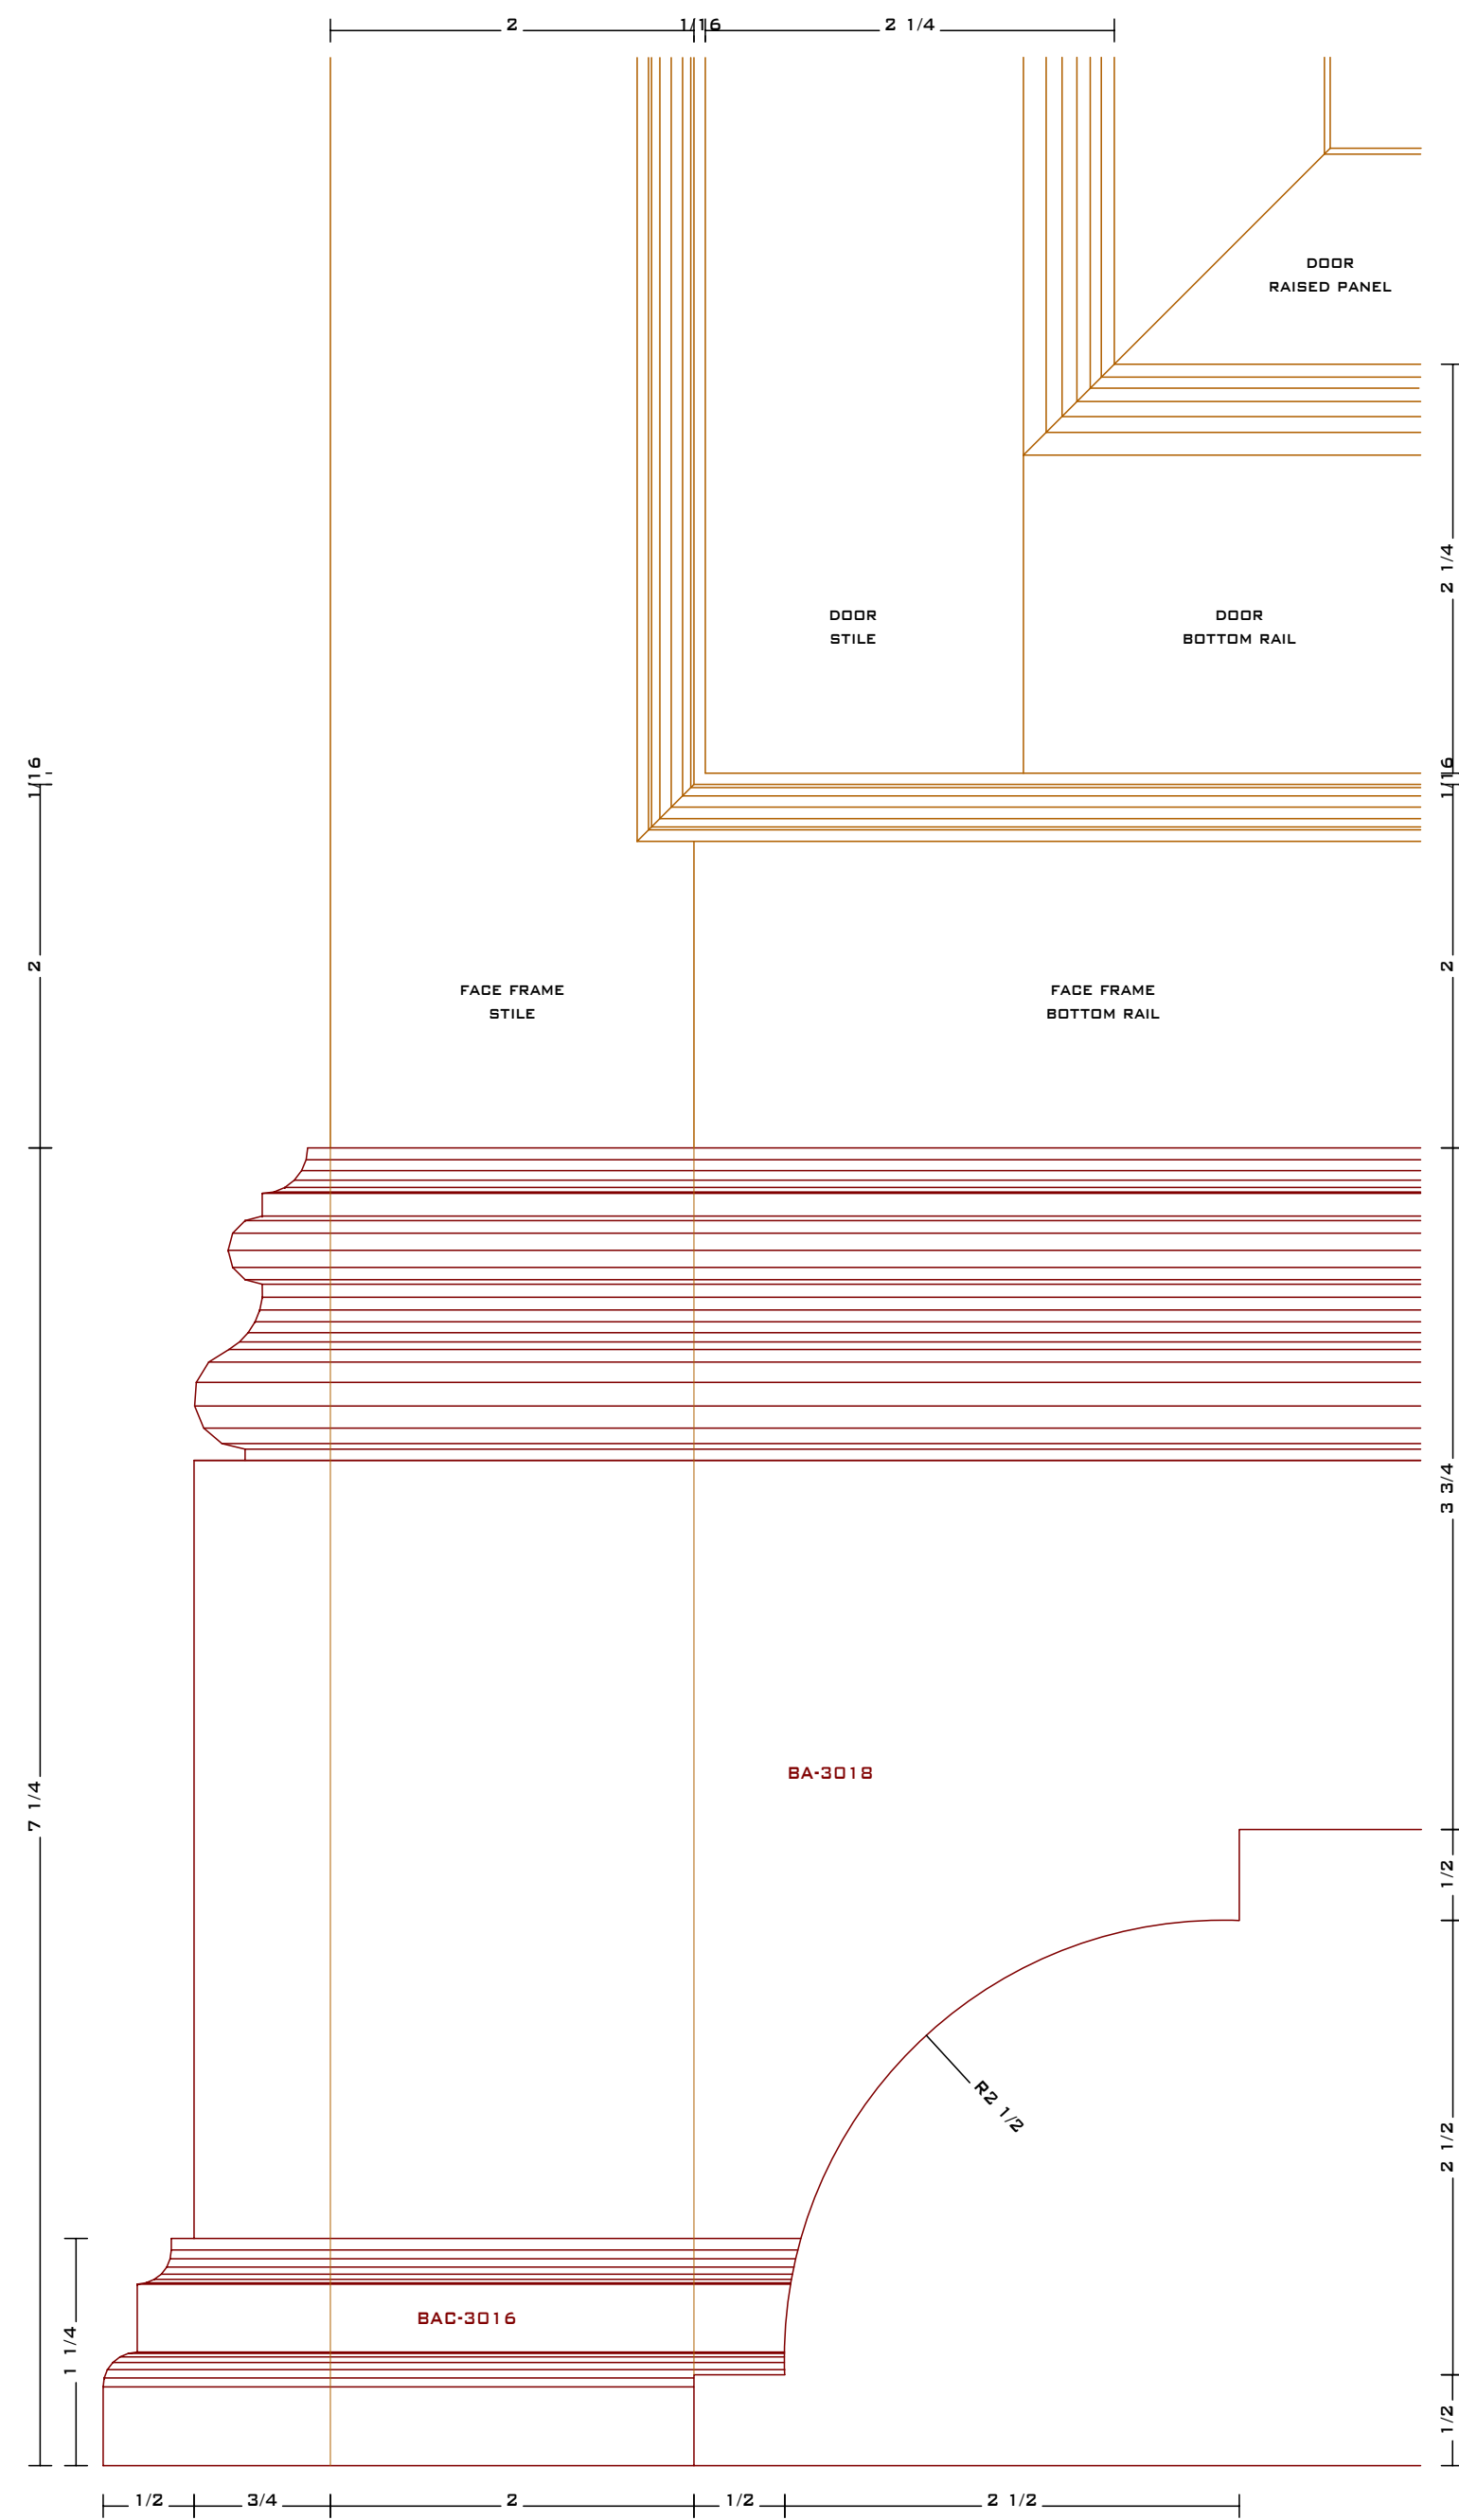 2
1/16
2 1/4
DOOR
RAISED PANEL
2 1/4
DOOR
STILE
DOOR
BOTTOM RAIL
1/16
1/16
2
2
FACE FRAME
STILE
FACE FRAME
BOTTOM RAIL
3 3/4
7 1/4
BA-3018
1/2
R2 1/2
2 1/2
BAC-3016
1 1/4
1/2
1/2
3/4
2
1/2
2 1/2